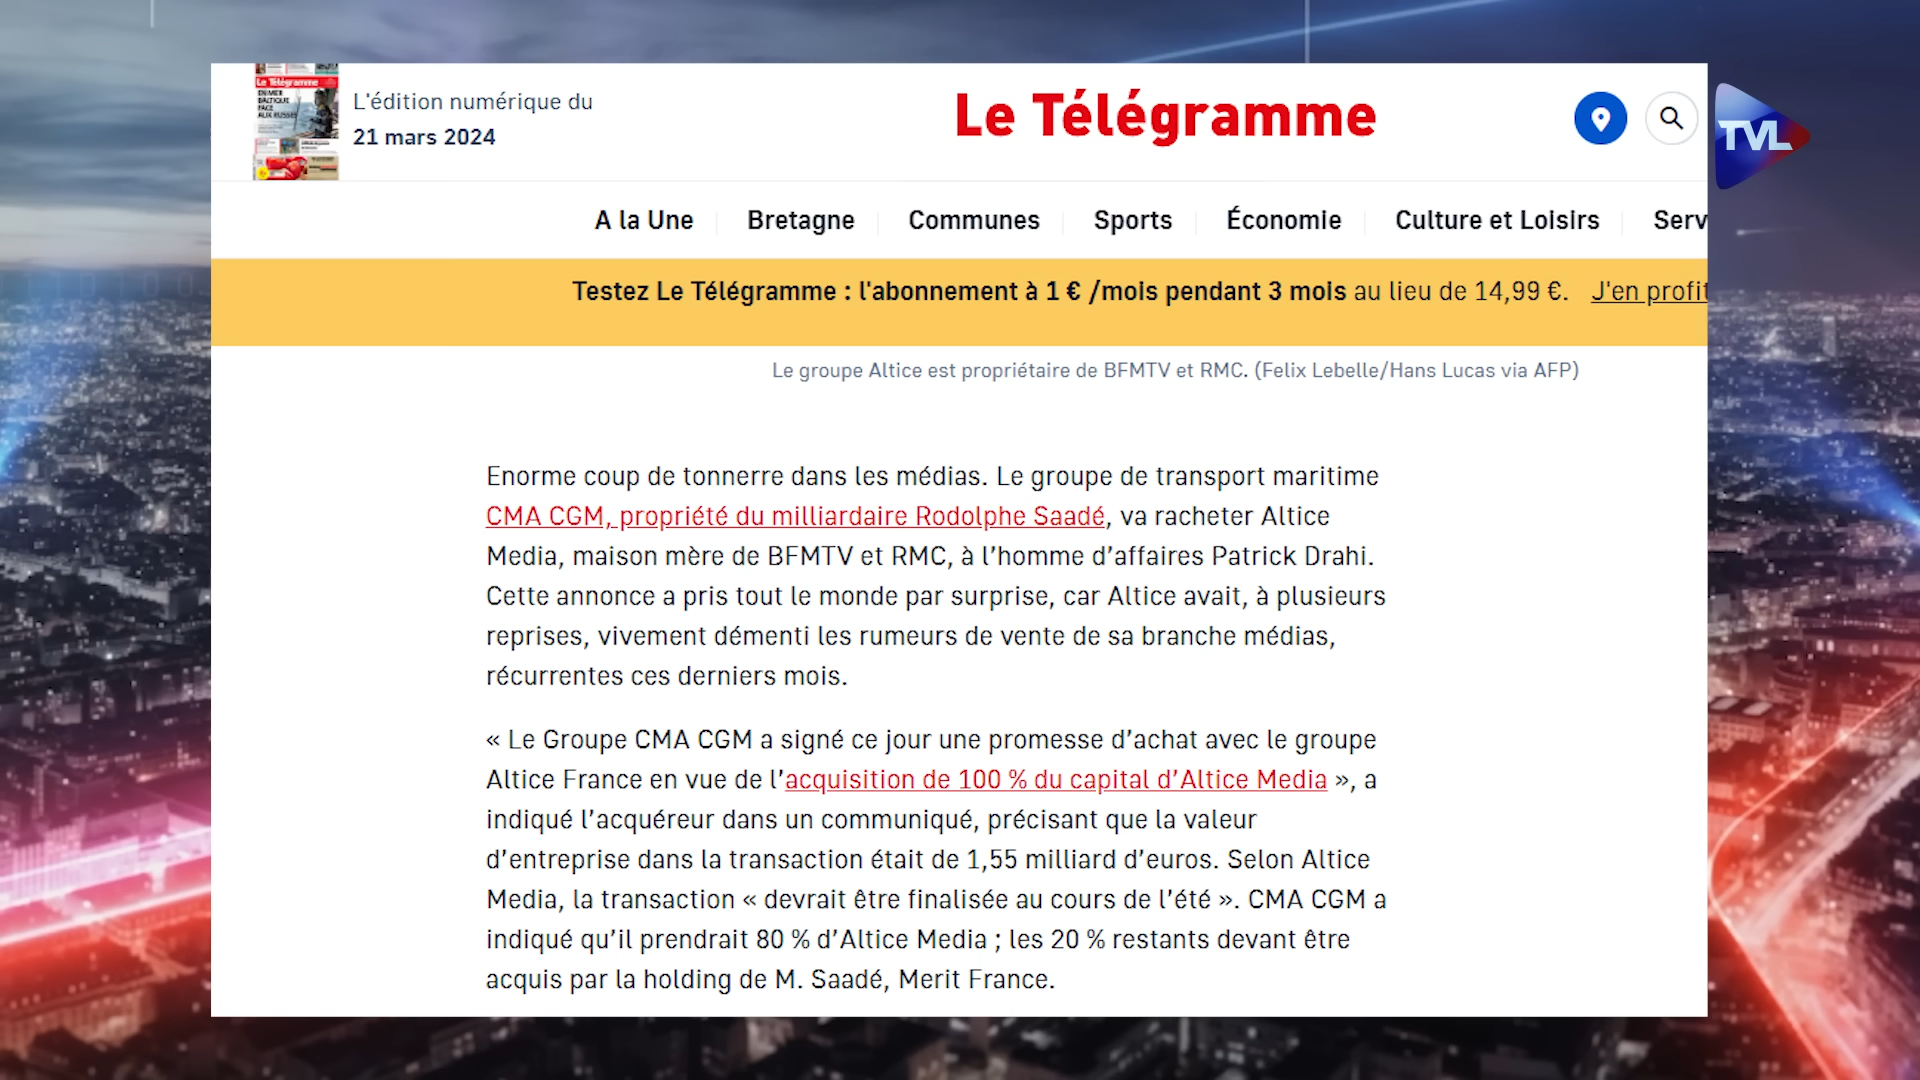 Le Télégramme
L'édition numérique du
21 mars 2024
Le Télégramme
TVL
A la Une
Bretagne
Communes
Sports
Économie
Culture et Loisirs
Serv
Testez Le Télégramme : l'abonnement à 1 € /mois pendant 3 mois au lieu de 14,99 €. J'en profit
Le groupe Altice est propriétaire de BFMTV et RMC. (Felix Lebelle/Hans Lucas via AFP)
Enorme coup de tonnerre dans les médias. Le groupe de transport maritime
CMA CGM, propriété du milliardaire Rodolphe Saadé, va racheter Altice
Media, maison mère de BFMTV et RMC, à l’homme d’affaires Patrick Drahi.
Cette annonce a pris tout le monde par surprise, car Altice avait, à plusieurs
reprises, vivement démenti les rumeurs de vente de sa branche médias,
récurrentes ces derniers mois.
« Le Groupe CMA CGM a signé ce jour une promesse d’achat avec le groupe
Altice France en vue de l’acquisition de 100 % du capital d’Altice Media », a
indiqué l’acquéreur dans un communiqué, précisant que la valeur
d’entreprise dans la transaction était de 1,55 milliard d’euros. Selon Altice
Media, la transaction « devrait être finalisée au cours de l’été ». CMA CGM a
indiqué qu’il prendrait 80 % d’Altice Media ; les 20 % restants devant être
acquis par la holding de M. Saadé, Merit France.